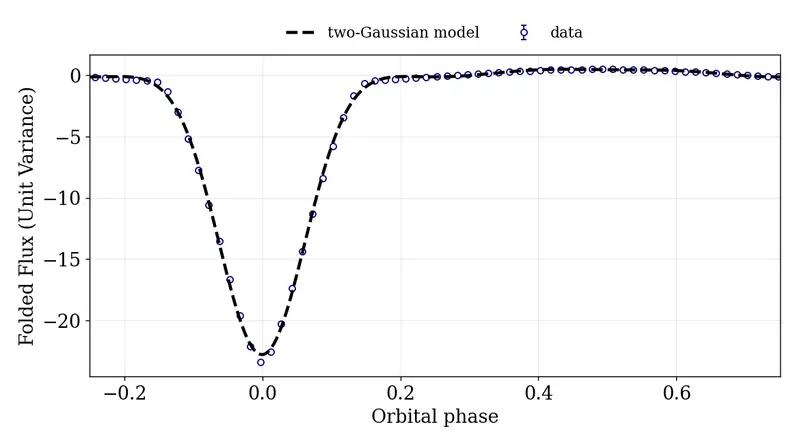 two-Gaussian model
data
Folded Flux (Unit Variance)
0
−5
−10
−15
−20
−0.2
0.0
0.2
0.4
0.6
Orbital phase